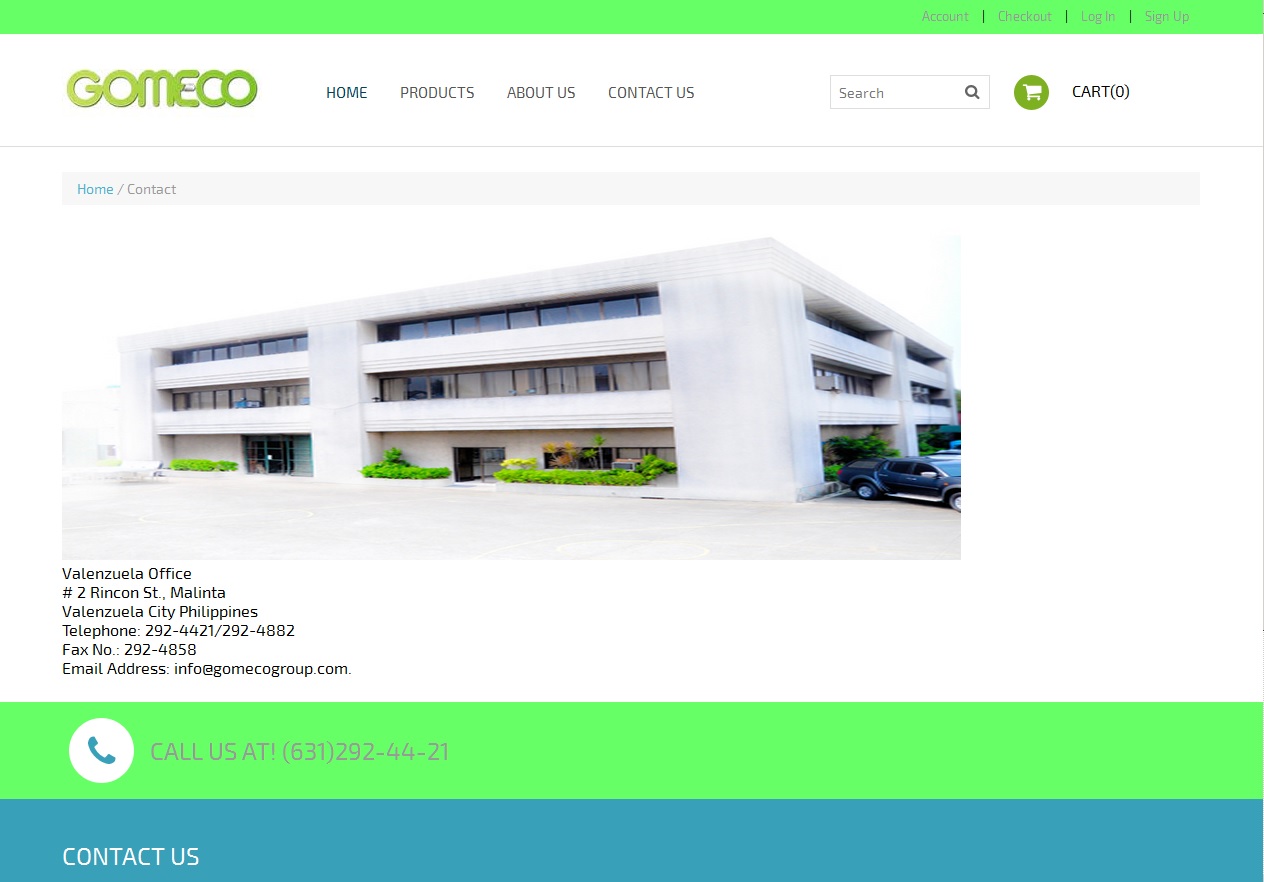 Account | Checkout | Log In | Sign Up
GOMECO
HOME PRODUCTS ABOUT US CONTACT US
Search
CART(0)
Home / Contact
Valenzuela Office
# 2 Rincon St., Malinta
Valenzuela City Philippines
Telephone: 292-4421/292-4882
Fax No.: 292-4858
Email Address: info@gomecogroup.com.
CALL US AT! (631)292-44-21
CONTACT US